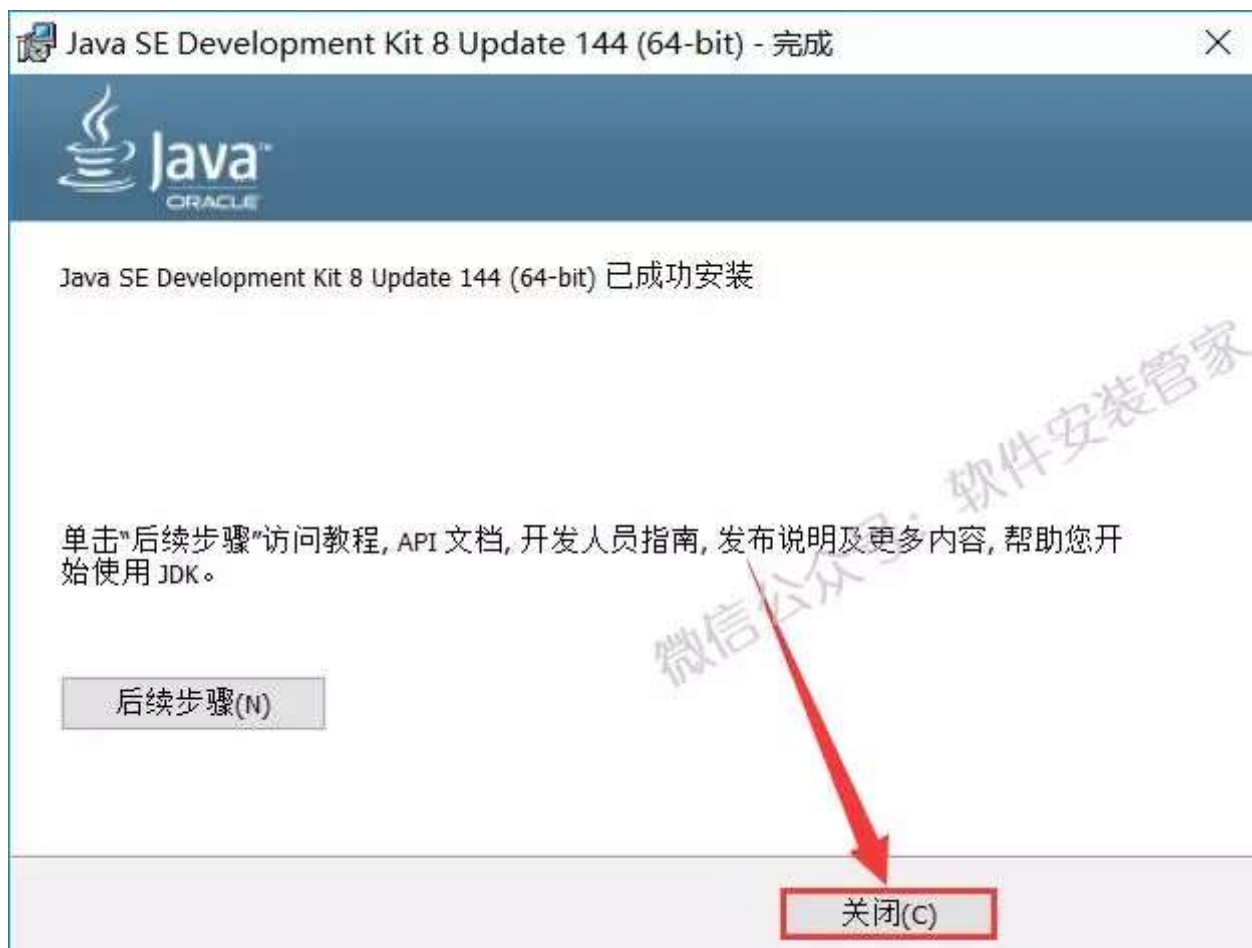 Java SE Development Kit 8 Update 144 (64-bit) - 完成
Java™
ORACLE
Java SE Development Kit 8 Update 144 (64-bit) 已成功安装
单击“后续步骤”访问教程, API 文档, 开发人员指南, 发布说明及更多内容, 帮助您开
始使用 JDK。
微信公众号：软件安装管家
后续步骤(N)
关闭(C)